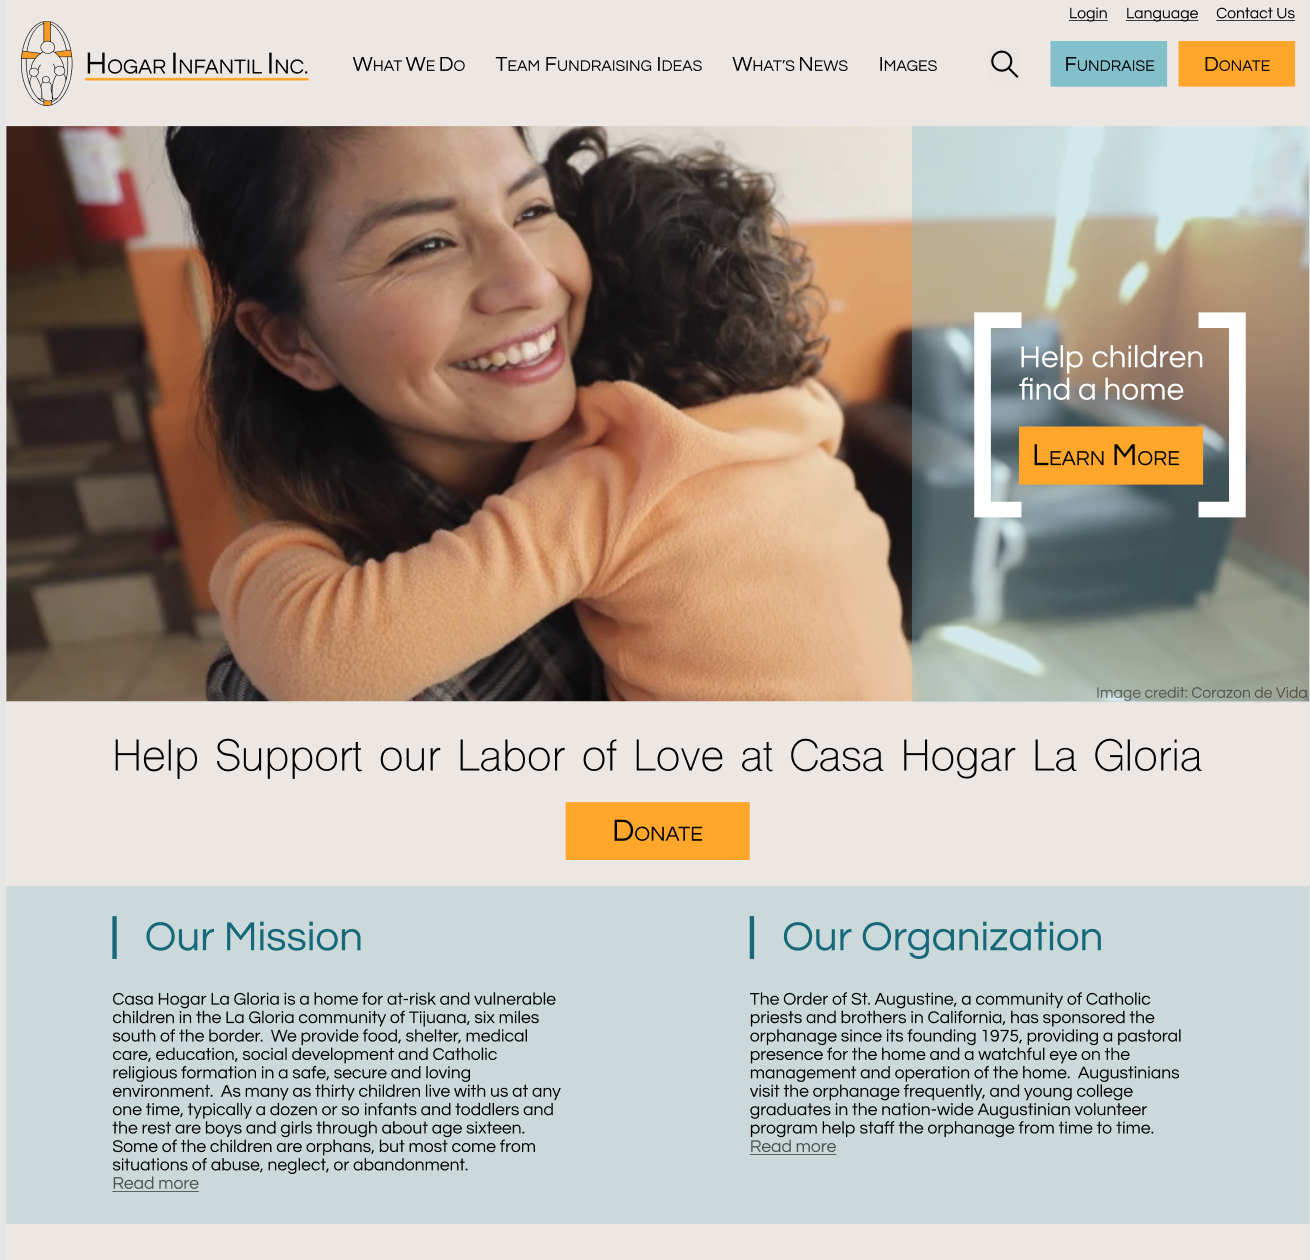 Login Language Contact Us
HOGAR INFANTIL INC. WHAT WE DO TEAM FUNDRAISING IDEAS WHAT'S NEWS IMAGES FUNDRAISE DONATE
Help children
find a home
LEARN MORE
Image credit: Corazon de Vida
Help Support our Labor of Love at Casa Hogar La Gloria
DONATE
Our Mission
Casa Hogar La Gloria is a home for at-risk and vulnerable
children in the La Gloria community of Tijuana, six miles
south of the border. We provide food, shelter, medical
care, education, social development and Catholic
religious formation in a safe, secure and loving
environment. As many as thirty children live with us at any
one time, typically a dozen or so infants and toddlers and
the rest are boys and girls through about age sixteen.
Some of the children are orphans, but most come from
situations of abuse, neglect, or abandonment.
Read more
Our Organization
The Order of St. Augustine, a community of Catholic
priests and brothers in California, has sponsored the
orphanage since its founding 1975, providing a pastoral
presence for the home and a watchful eye on the
management and operation of the home. Augustinians
visit the orphanage frequently, and young college
graduates in the nation-wide Augustinian volunteer
program help staff the orphanage from time to time.
Read more